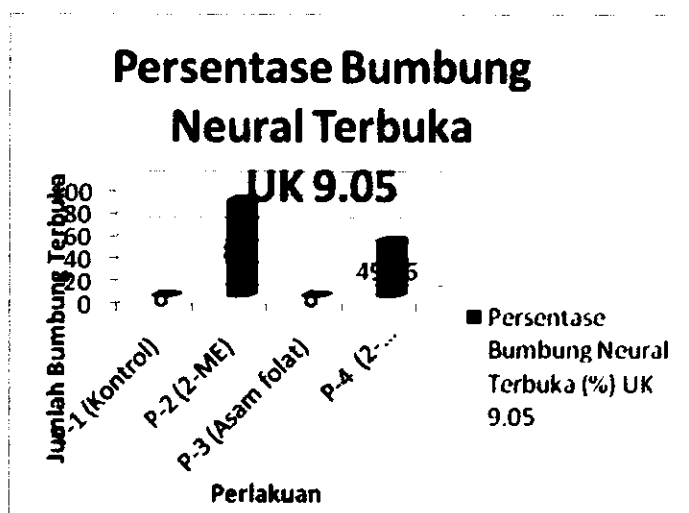 Persentase Bumbung
Neural Terbuka
UK 9.05
Jumlah Bumbung Terbuka
80
60
40
20
0
0
0
P-2 (2-ME)
P-3 (Asam folat)
P-4 (2-...
(Kontrol)
Perlakuan
Persentase
Bumbung Neural
Terbuka (%) UK
9.05